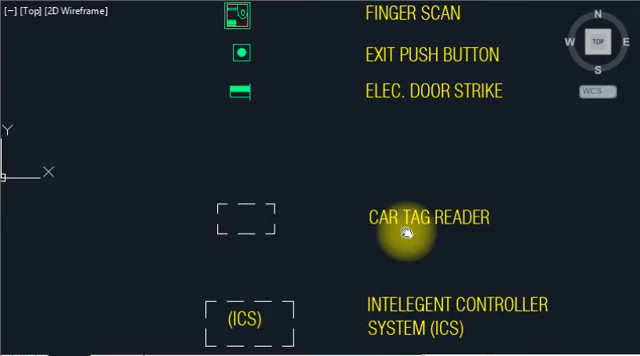 [−] [Top] [2D Wireframe]
FINGER SCAN
N
W TOP E
EXIT PUSH BUTTON
S
ELEC. DOOR STRIKE
WCS
Y
X
CAR TAG READER
(ICS)
INTELEGENT CONTROLLER
SYSTEM (ICS)